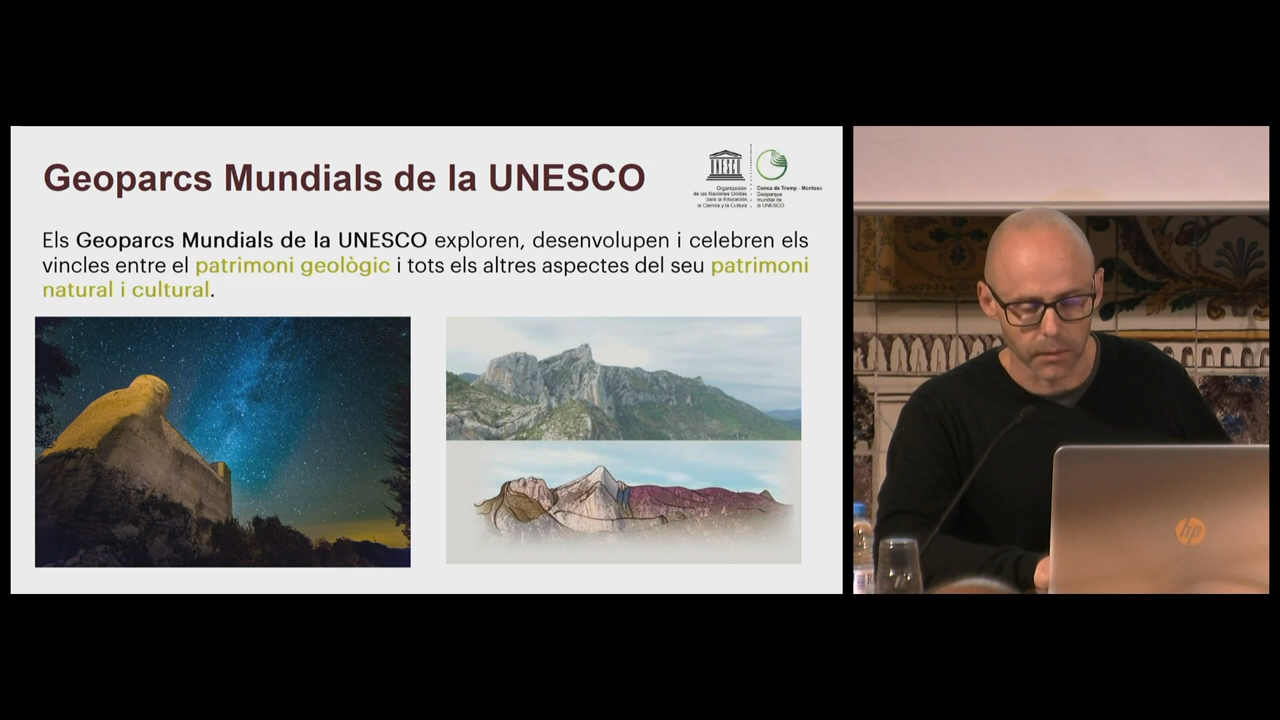 Geoparcs Mundials de la UNESCO
UNESCO
Organización
de las Naciones Unidas
para la Educación,
la Ciencia y la Cultura
Conca de Tremp - Montsec
Geoparque
mundial de
la UNESCO
Els Geoparcs Mundials de la UNESCO exploren, desenvolupen i celebren els
vincles entre el patrimoni geològic i tots els altres aspectes del seu patrimoni
natural i cultural.
hp